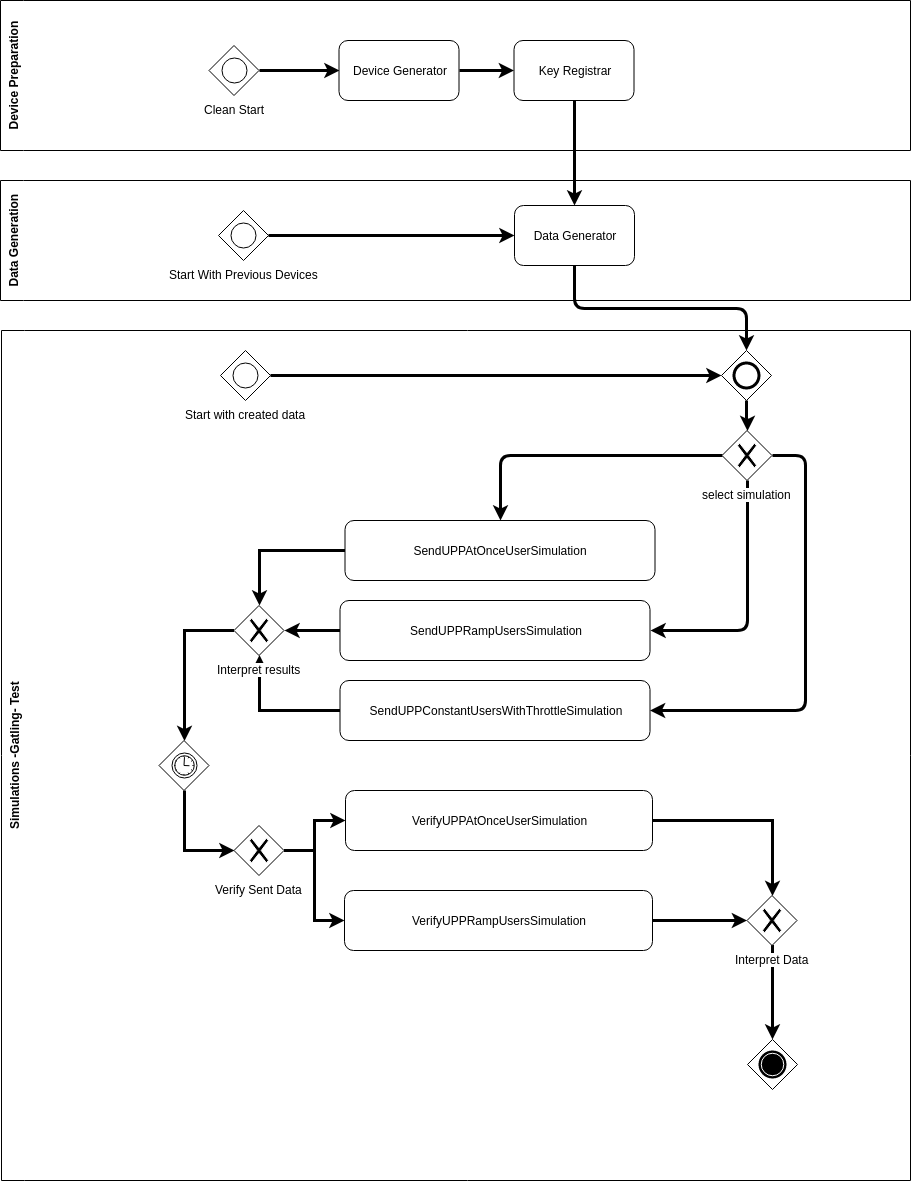 Device Preparation
Device Generator
Key Registrar
Clean Start
Data Generation
Data Generator
Start With Previous Devices
Simulations -Gatling- Test
Start with created data
select simulation
SendUPPAtOnceUserSimulation
SendUPPRampUsersSimulation
Interpret results
SendUPPConstantUsersWithThrottleSimulation
VerifyUPPAtOnceUserSimulation
Verify Sent Data
VerifyUPPRampUsersSimulation
Interpret Data